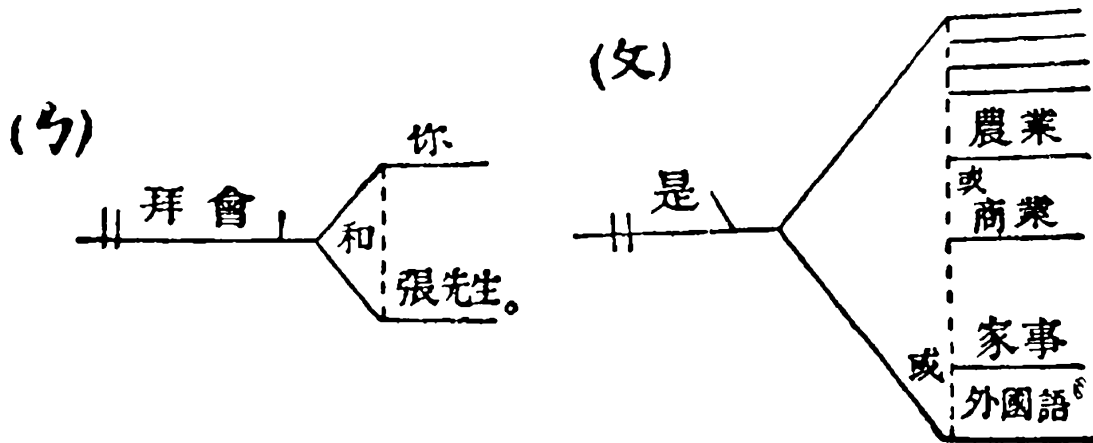 (ㄢ)
拜會
你
和
張先生。
(ㄆ)
是
農業
或
商業
家事
或
外國語。